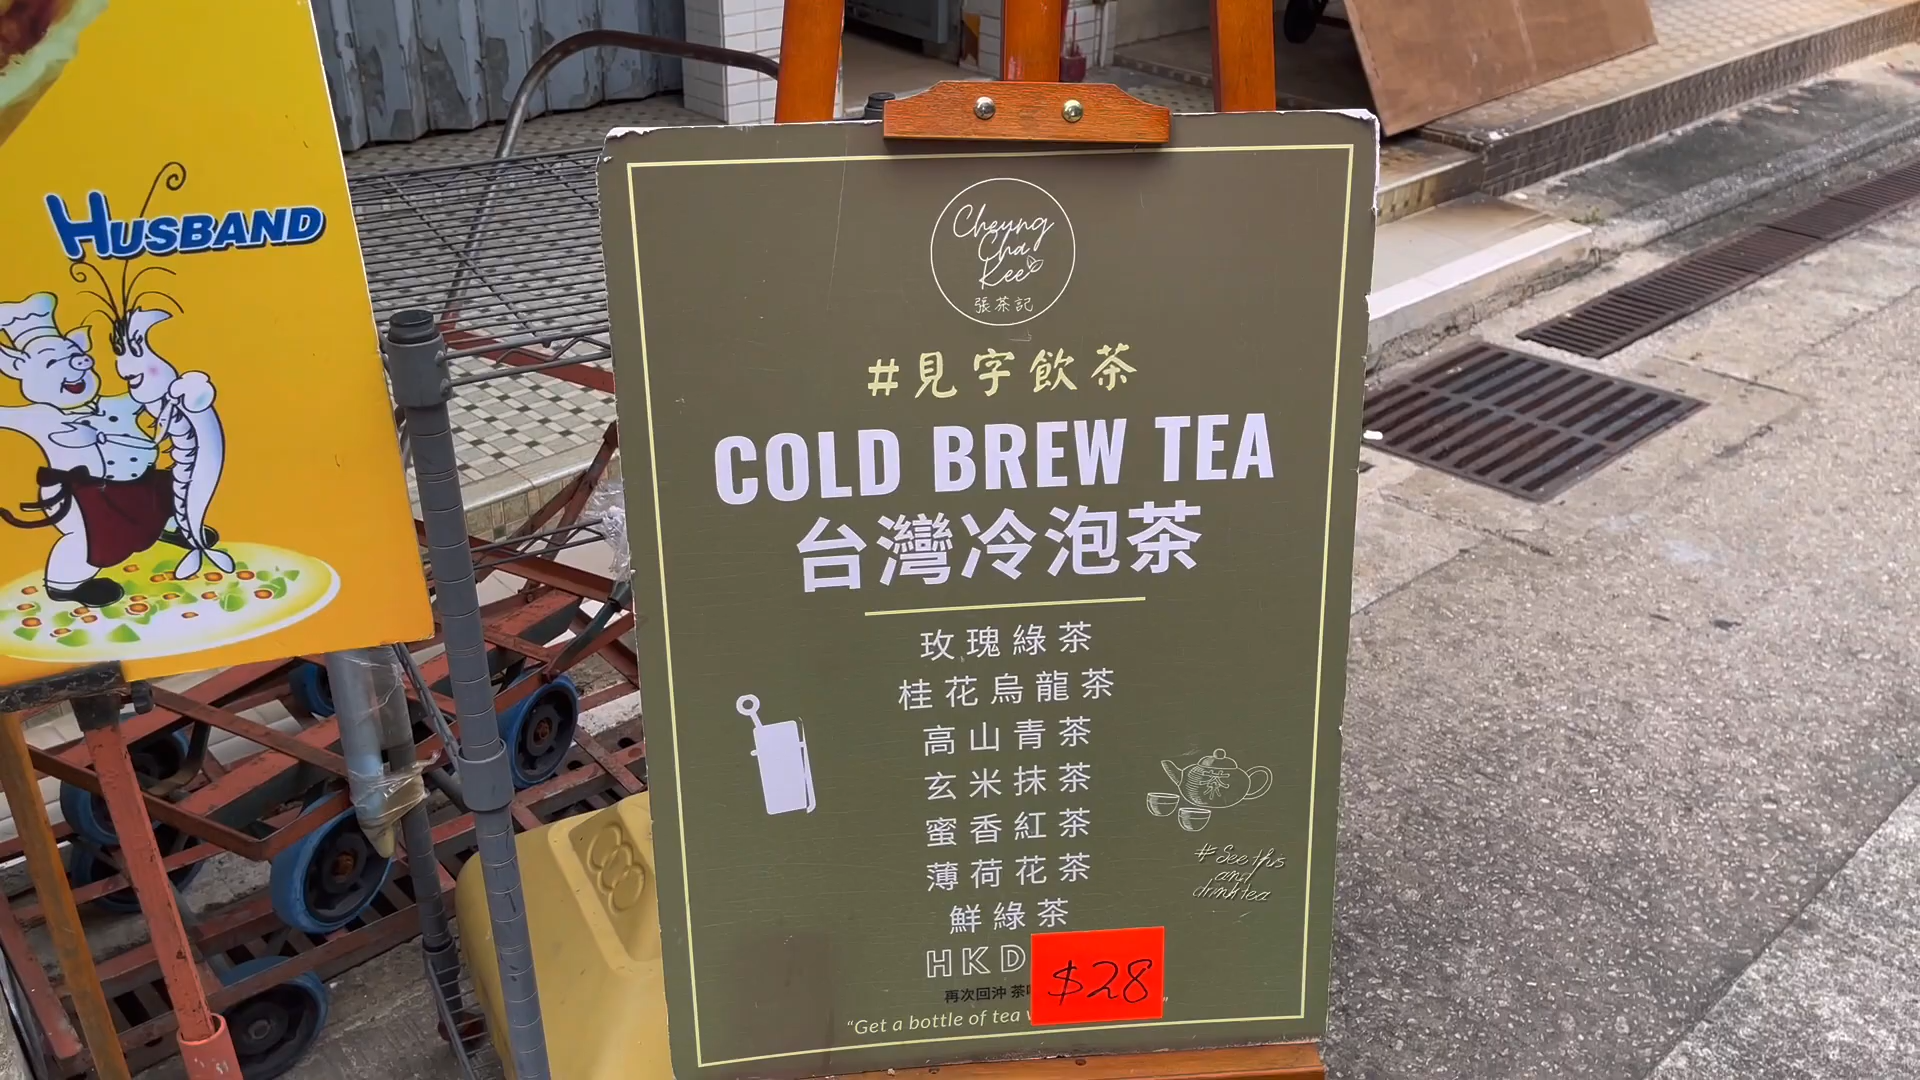 HUSBAND
Cheung
Cha
Kee
張茶記
#見字飲茶
COLD BREW TEA
台灣冷泡茶
玫瑰綠茶
桂花烏龍茶
高山青茶
玄米抹茶
蜜香紅茶
薄荷花茶
鮮綠茶
茶
#See this
and
drink tea
HKD
$28
再次回沖 茶
"Get a bottle of tea